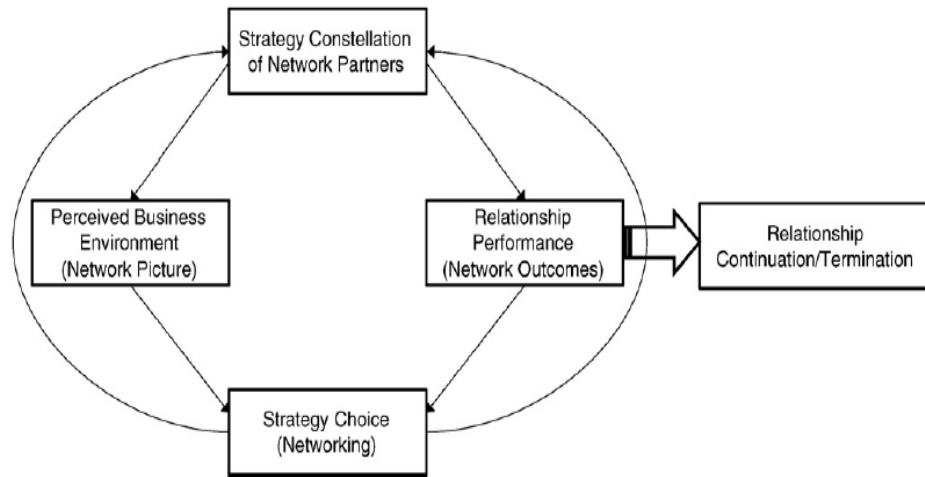 Strategy Constellation
of Network Partners
Perceived Business
Environment
(Network Picture)
Relationship
Performance
(Network Outcomes)
Relationship
Continuation/Termination
Strategy Choice
(Networking)